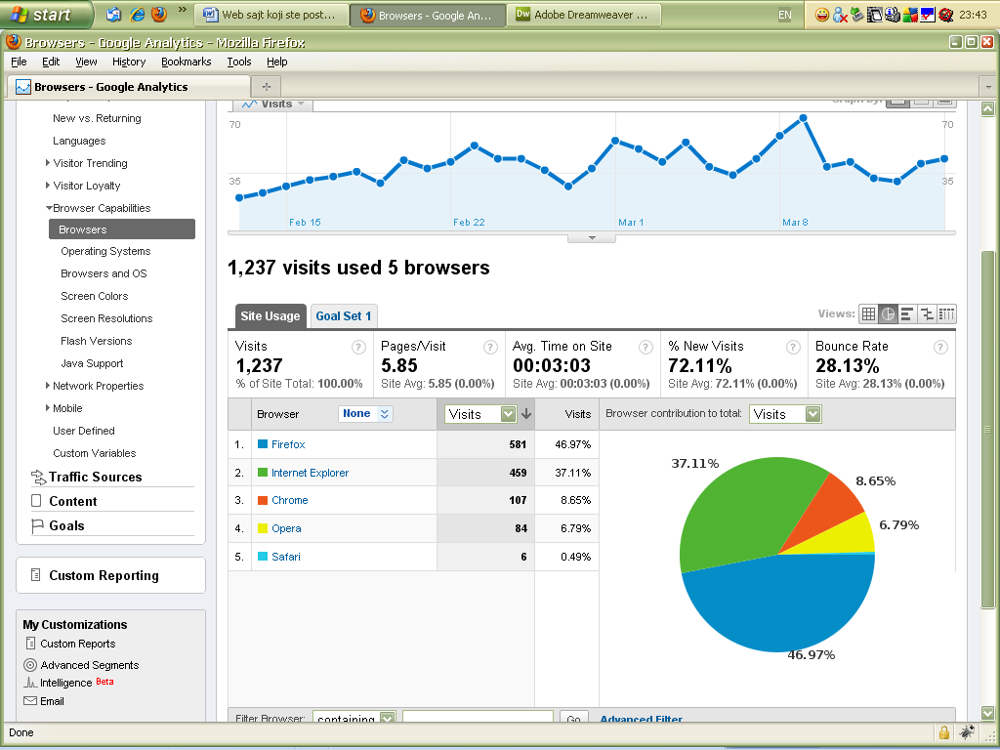 start
Web sajt koji ste post...
Browsers - Google An...
Adobe Dreamweaver ...
EN
23:43
Browsers - Google Analytics - Mozilla Firefox
File Edit View History Bookmarks Tools Help
Browsers - Google Analytics
New vs. Returning
Languages
Visitor Trending
Visitor Loyalty
Browser Capabilities
Browsers
Operating Systems
Browsers and OS
Screen Colors
Screen Resolutions
Flash Versions
Java Support
Network Properties
Mobile
User Defined
Custom Variables
Traffic Sources
Content
Goals
Custom Reporting
My Customizations
Custom Reports
Advanced Segments
Intelligence Beta
Email
Visits
Graph by:
70 70
35 35
Feb 15 Feb 22 Mar 1 Mar 8
1,237 visits used 5 browsers
Site Usage Goal Set 1 Views:
Visits ? Pages/Visit ? Avg. Time on Site ? % New Visits ? Bounce Rate ?
1,237 5.85 00:03:03 72.11% 28.13%
% of Site Total: 100.00% Site Avg: 5.85 (0.00%) Site Avg: 00:03:03 (0.00%) Site Avg: 72.11% (0.00%) Site Avg: 28.13% (0.00%)
Browser None Visits Visits Browser contribution to total: Visits
1. Firefox 581 46.97%
2. Internet Explorer 459 37.11%
3. Chrome 107 8.65%
4. Opera 84 6.79%
5. Safari 6 0.49%
37.11%
8.65%
6.79%
46.97%
Filter Browser: containing Go Advanced Filter
Done